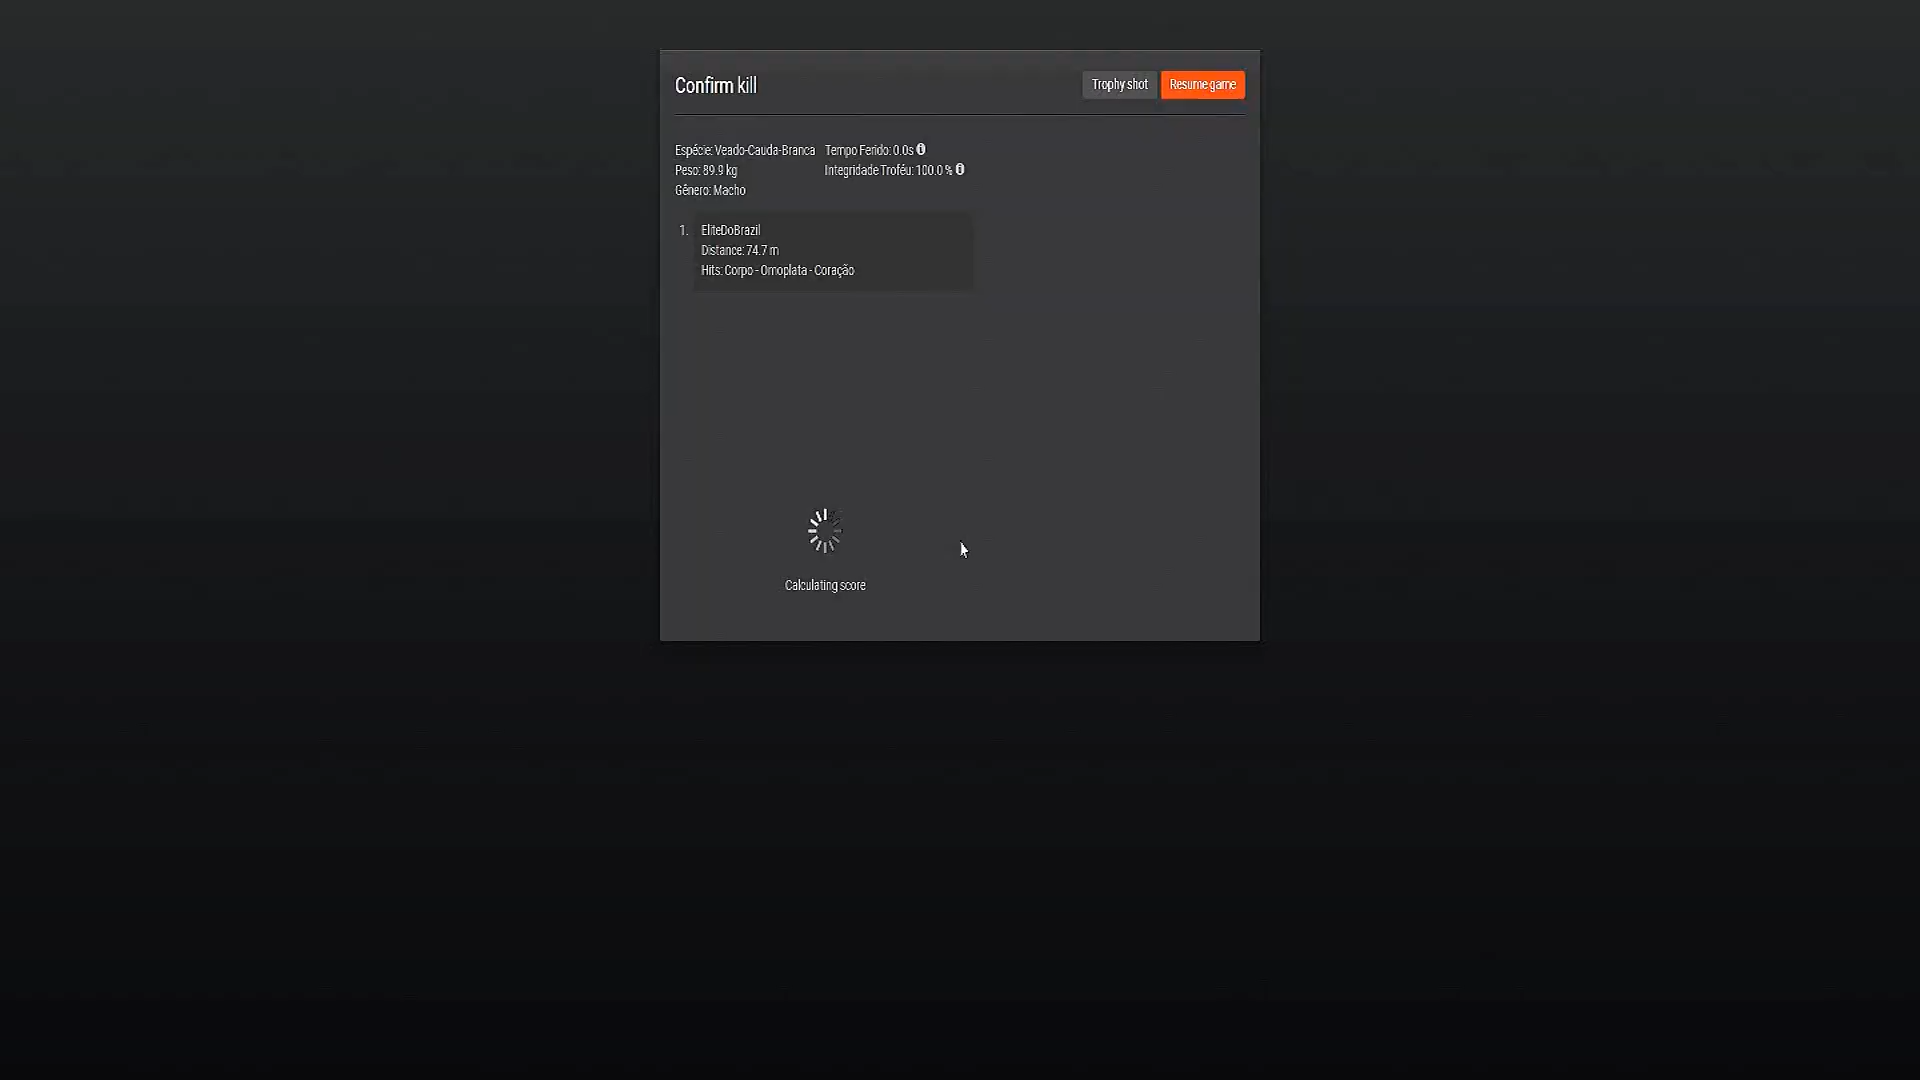 Confirm kill
Trophy shot
Resume game
Espécie: Veado-Cauda-Branca
Tempo Ferido: 0.0s
Peso: 89.9 kg
Integridade Troféu: 100.0 %
Gênero: Macho
1.
EliteDoBrazil
Distance: 74.7 m
Hits: Corpo - Omoplata - Coração
Calculating score